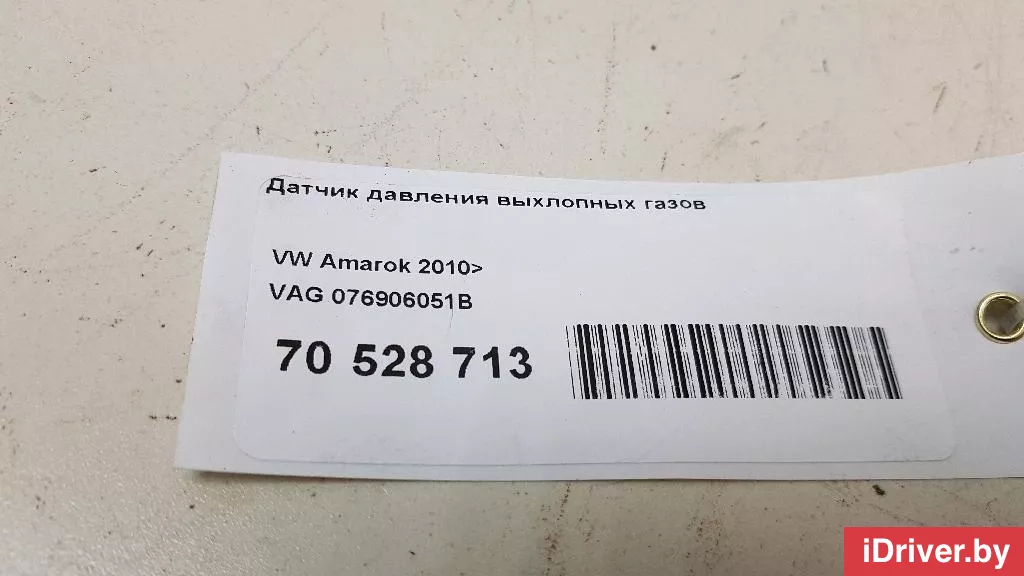 Датчик давления выхлопных газов
VW Amarok 2010>
VAG 076906051B
70 528 713
iDriver.by